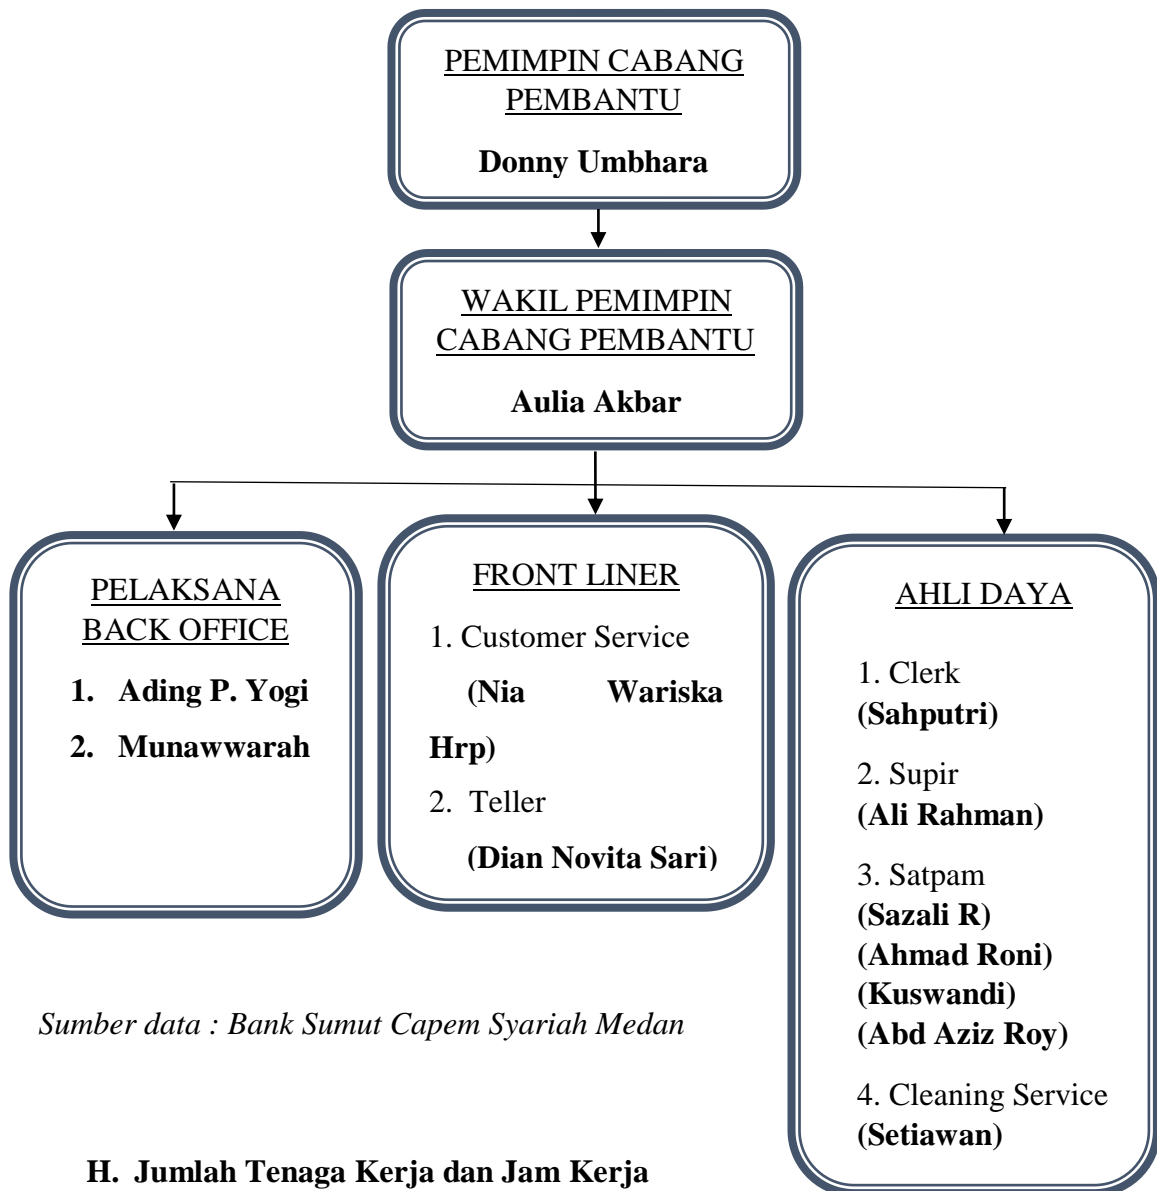 PEMIMPIN CABANG
PEMBANTU
Donny Umbhara
WAKIL PEMIMPIN
CABANG PEMBANTU
Aulia Akbar
PELAKSANA
BACK OFFICE
1. Ading P. Yogi
2. Munawwarah
FRONT LINER
1. Customer Service
(Nia Wariska
Hrp)
2. Teller
(Dian Novita Sari)
AHLI DAYA
1. Clerk
(Sahputri)
2. Supir
(Ali Rahman)
3. Satpam
(Sazali R)
(Ahmad Roni)
(Kuswandi)
(Abd Aziz Roy)
4. Cleaning Service
(Setiawan)
Sumber data : Bank Sumut Capem Syariah Medan
H. Jumlah Tenaga Kerja dan Jam Kerja